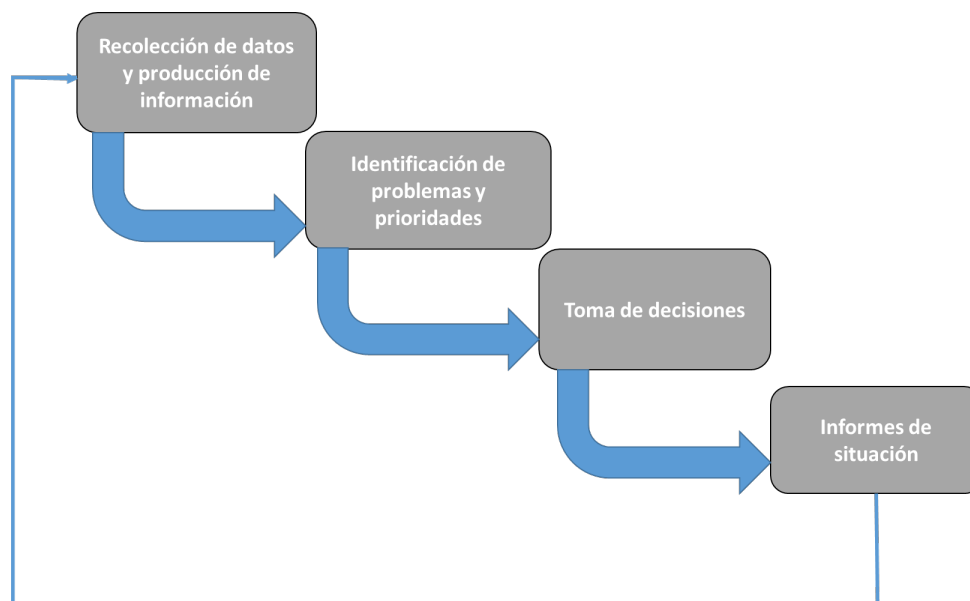 Recolección de datos
y producción de
información
Identificación de
problemas y
prioridades
Toma de decisiones
Informes de
situación